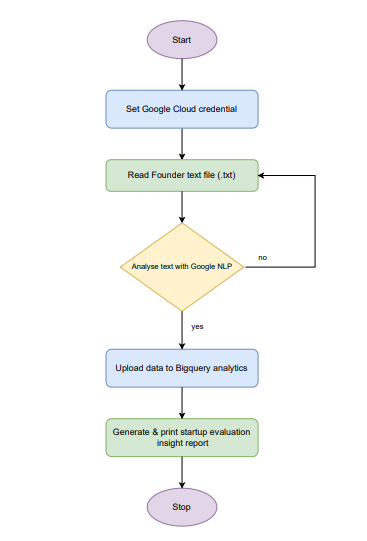 Start
Set Google Cloud credential
Read Founder text file (.txt)
Analyse text with Google NLP
no
yes
Upload data to Bigquery analytics
Generate & print startup evaluation
insight report
Stop